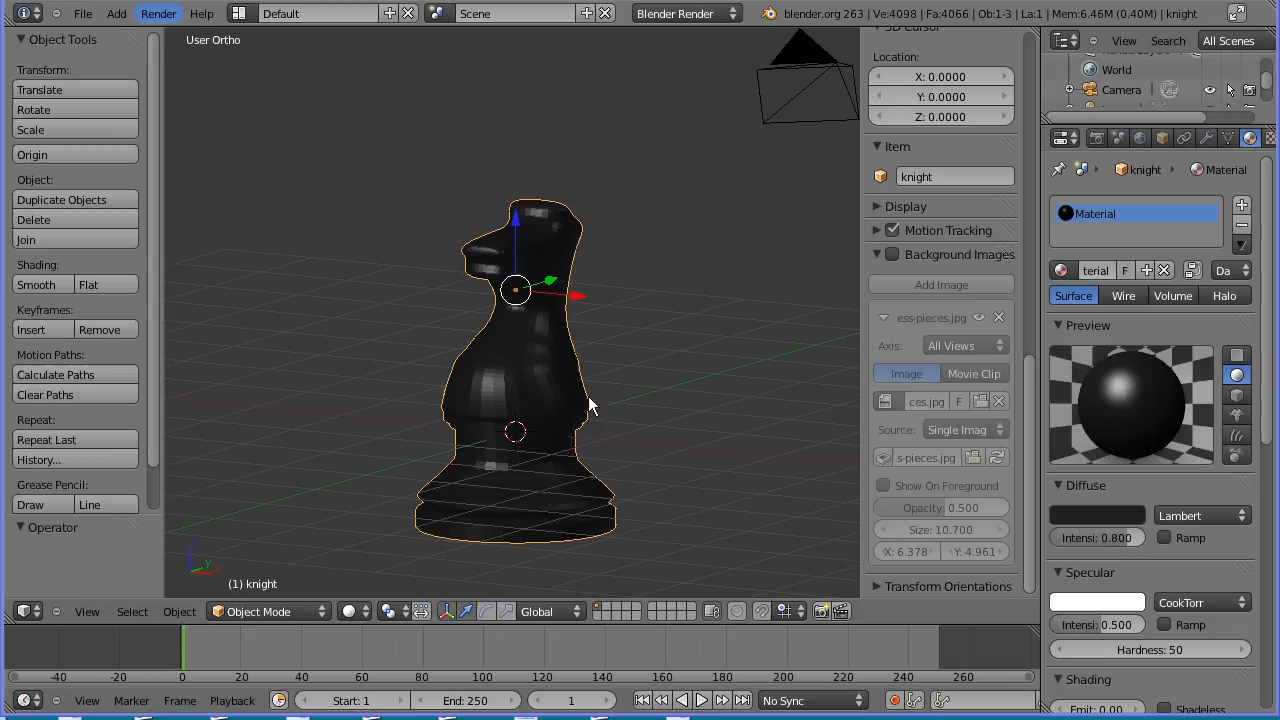 File Add Render Help Default Scene Blender Render blender.org 263 | Ve:4098 | Fa:4066 | Ob:1-3 | La:1 | Mem:6.46M (0.40M) | knight
Object Tools
Transform:
Translate
Rotate
Scale
Origin
Object:
Duplicate Objects
Delete
Join
Shading:
Smooth Flat
Keyframes:
Insert Remove
Motion Paths:
Calculate Paths
Clear Paths
Repeat:
Repeat Last
History...
Grease Pencil:
Draw Line
Operator
User Ortho
z
y
x
(1) knight
3D Cursor
Location:
X: 0.0000
Y: 0.0000
Z: 0.0000
Item
knight
Display
Motion Tracking
Background Images
Add Image
ess-pieces.jpg
Axis: All Views
Image Movie Clip
ces.jpg F
Source: Single Imag
s-pieces.jpg
Show On Foreground
Opacity: 0.500
Size: 10.700
X: 6.378 Y: 4.961
Transform Orientations
View Search All Scenes
World
Camera
knight Material
Material
terial F Da
Surface Wire Volume Halo
Preview
Diffuse
Lambert
Intensi: 0.800 Ramp
Specular
CookTorr
Intensi: 0.500 Ramp
Hardness: 50
Shading
Emit: 0.00 Shadeless
View Select Object Object Mode Global
-40 -20 0 20 40 60 80 100 120 140 160 180 200 220 240 260
View Marker Frame Playback Start: 1 End: 250 1 No Sync